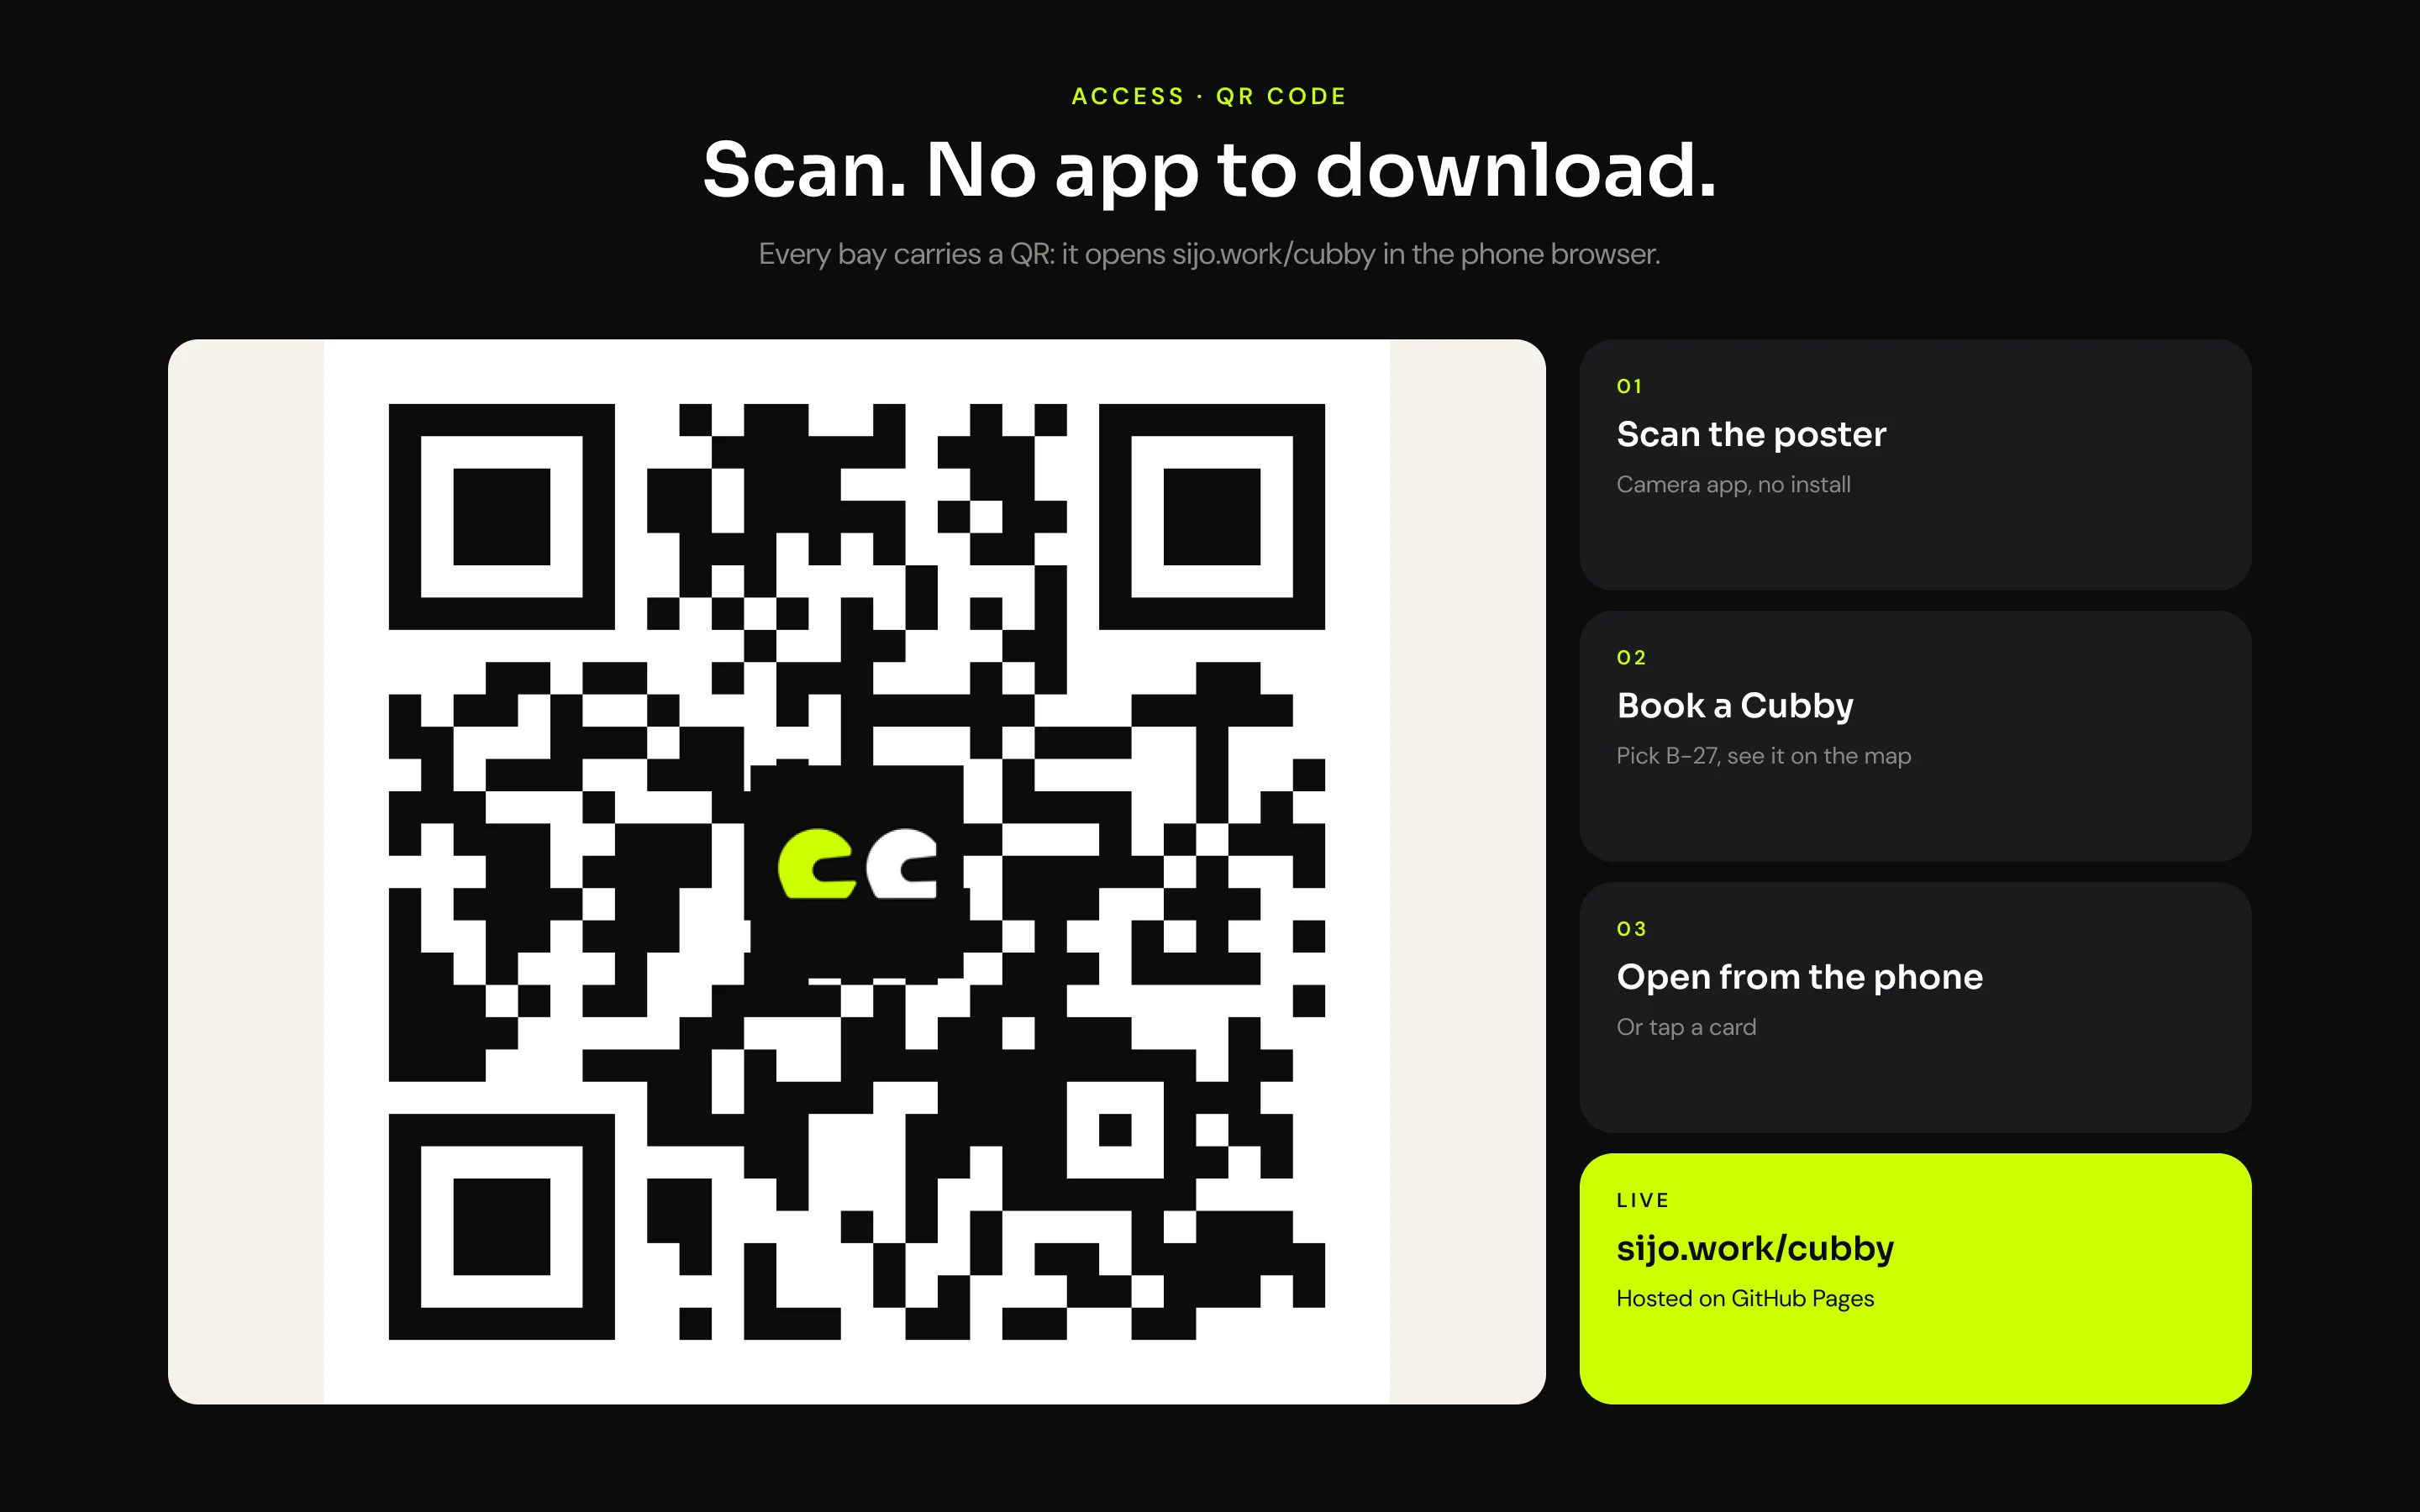 ACCESS · QR CODE
Scan. No app to download.
Every bay carries a QR: it opens sijo.work/cubby in the phone browser.
01
Scan the poster
Camera app, no install
02
Book a Cubby
Pick B-27, see it on the map
03
Open from the phone
Or tap a card
LIVE
sijo.work/cubby
Hosted on GitHub Pages